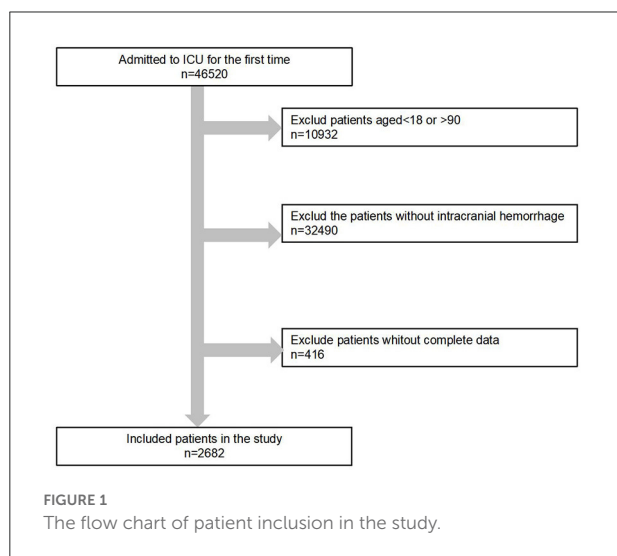 Admitted to ICU for the first time
n=46520
Exclud patients aged<18 or >90
n=10932
Exclud the patients without intracranial hemorrhage
n=32490
Exclude patients whitout complete data
n=416
Included patients in the study
n=2682
FIGURE 1
The flow chart of patient inclusion in the study.